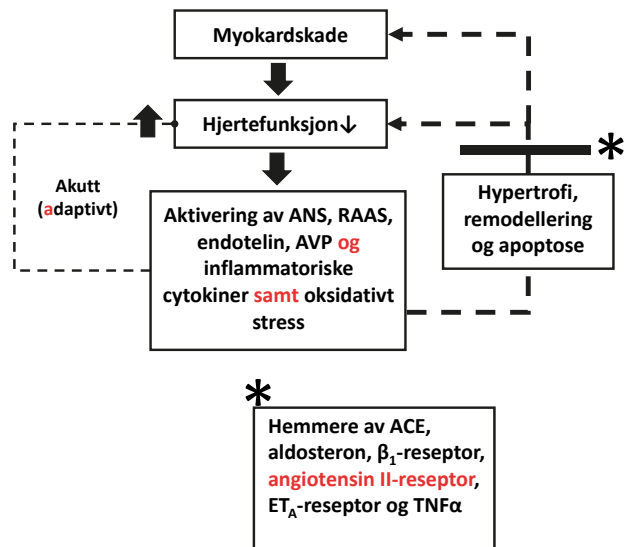 Myokardskade
Hjertefunksjon↓
*
Akutt
(adaptivt)
Hypertrofi,
remodellering
og apoptose
Aktivering av ANS, RAAS,
endotelin, AVP og
inflammatoriske
cytokiner samt oksidativt
stress
*
Hemmere av ACE,
aldosteron, β₁-reseptor,
angiotensin II-reseptor,
ET_A-reseptor og TNFα